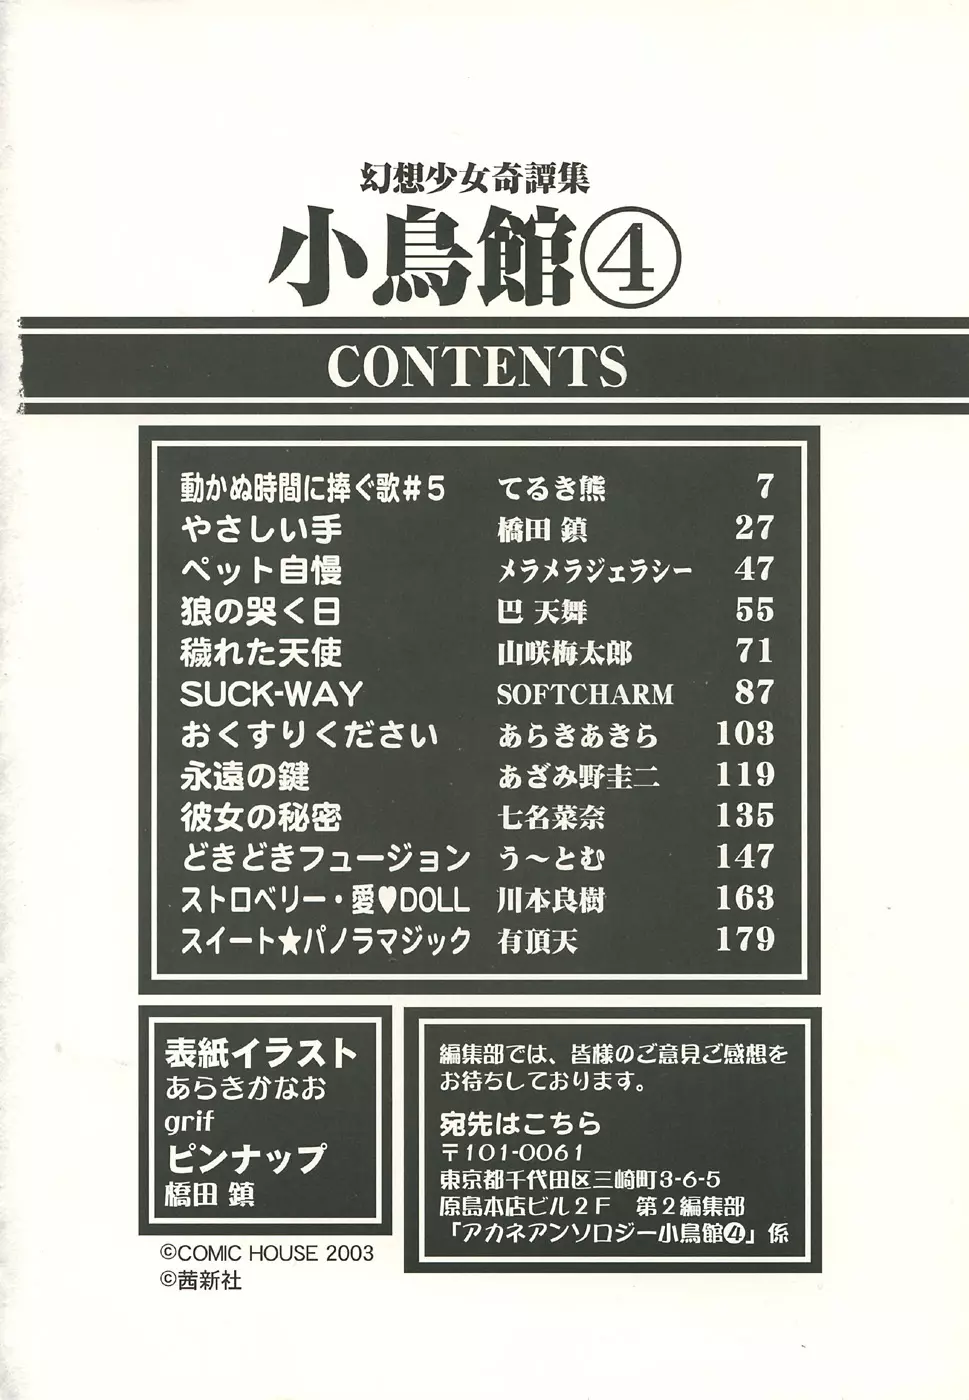 幻想少女奇譚集
小鳥館④
CONTENTS
動かぬ時間に捧ぐ歌＃5 てるき熊 7
やさしい手 橋田 鎮 27
ペット自慢 メラメラジェラシー 47
狼の哭く日 巴 天舞 55
穢れた天使 山咲梅太郎 71
SUCK-WAY SOFTCHARM 87
おくすりください あらきあきら 103
永遠の鍵 あざみ野圭二 119
彼女の秘密 七名菜奈 135
どきどきフュージョン う～とむ 147
ストロベリー・愛♥DOLL 川本良樹 163
スイート★パノラマジック 有頂天 179
表紙イラスト
あらきかなお
grif
ピンナップ
橋田 鎮
©COMIC HOUSE 2003
©茜新社
編集部では、皆様のご意見ご感想を
お待ちしております。
宛先はこちら
〒101-0061
東京都千代田区三崎町3-6-5
原島本店ビル2F 第2編集部
「アカネアンソロジー小鳥館❹」係